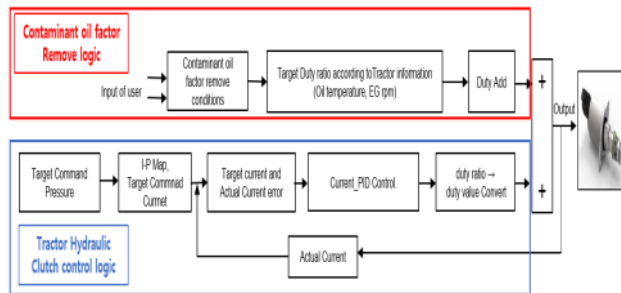 Contaminant oil factor
Remove logic
Input of user
Contaminant oil
factor remove
conditions
Target Duty ratio according toTractor information
(Oil temperature, EG rpm)
Duty Add
+
Output
Target Command
Pressure
I-P Map,
Target Commnad
Curmet
Target current and
Actual Current error
Current_PID Control.
duty ratio →
duty value Convert
+
Actual Current
Tractor Hydraulic
Clutch control logic